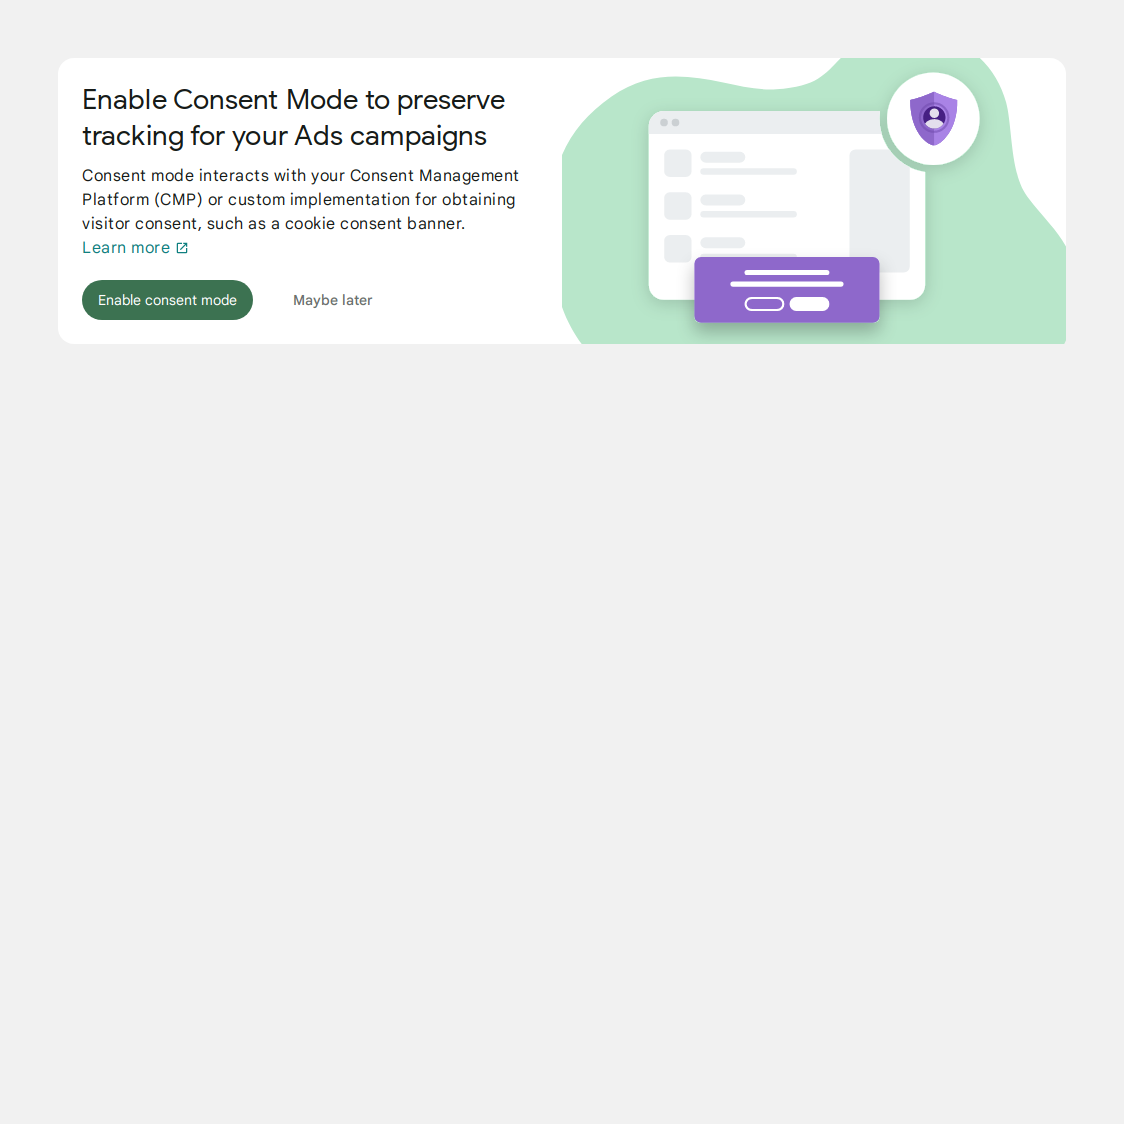 Enable Consent Mode to preserve
tracking for your Ads campaigns
Consent mode interacts with your Consent Management
Platform (CMP) or custom implementation for obtaining
visitor consent, such as a cookie consent banner.
Learn more
Enable consent mode
Maybe later